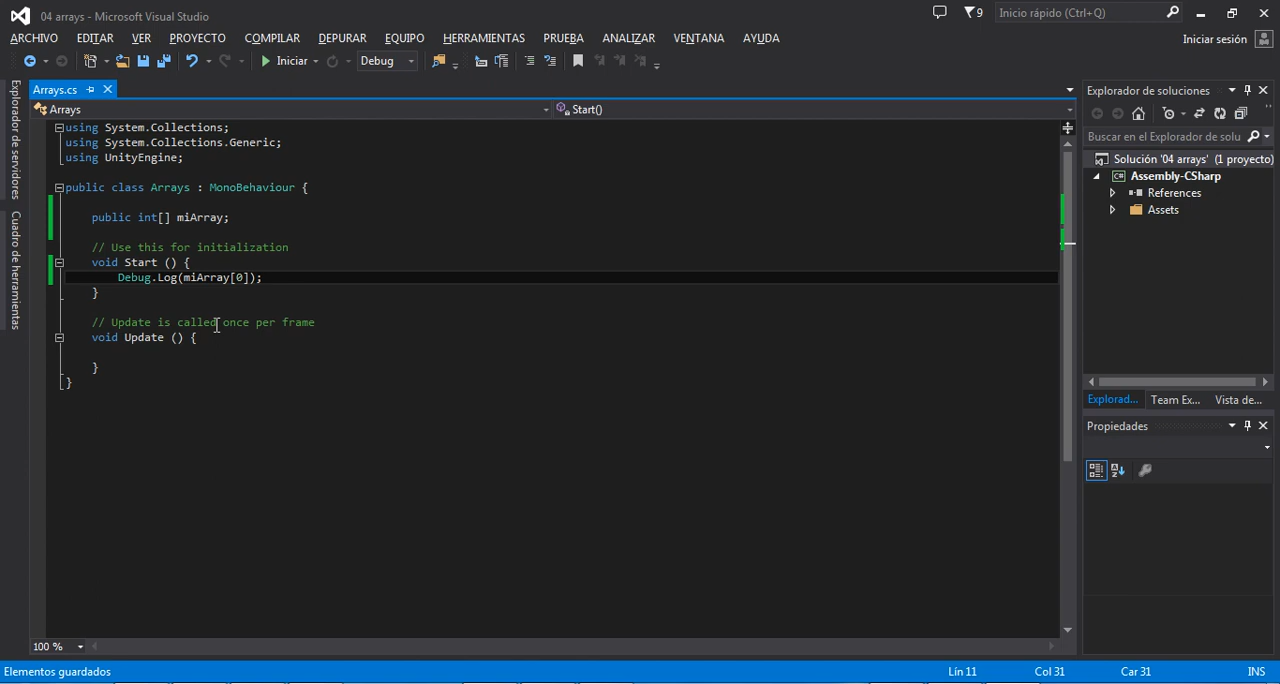 04 arrays - Microsoft Visual Studio
9
Inicio rápido (Ctrl+Q)
ARCHIVO EDITAR VER PROYECTO COMPILAR DEPURAR EQUIPO HERRAMIENTAS PRUEBA ANALIZAR VENTANA AYUDA
Iniciar sesión
Iniciar Debug
Explorador de servidores
Cuadro de herramientas
Arrays.cs
Arrays
Start()
using System.Collections;
using System.Collections.Generic;
using UnityEngine;
public class Arrays : MonoBehaviour {
public int[] miArray;
// Use this for initialization
void Start () {
Debug.Log(miArray[0]);
}
// Update is called once per frame
void Update () {
}
}
100 %
Explorador de soluciones
Buscar en el Explorador de solu
Solución '04 arrays' (1 proyecto)
C# Assembly-CSharp
References
Assets
Explorad... Team Ex... Vista de...
Propiedades
Elementos guardados
Lín 11 Col 31 Car 31 INS